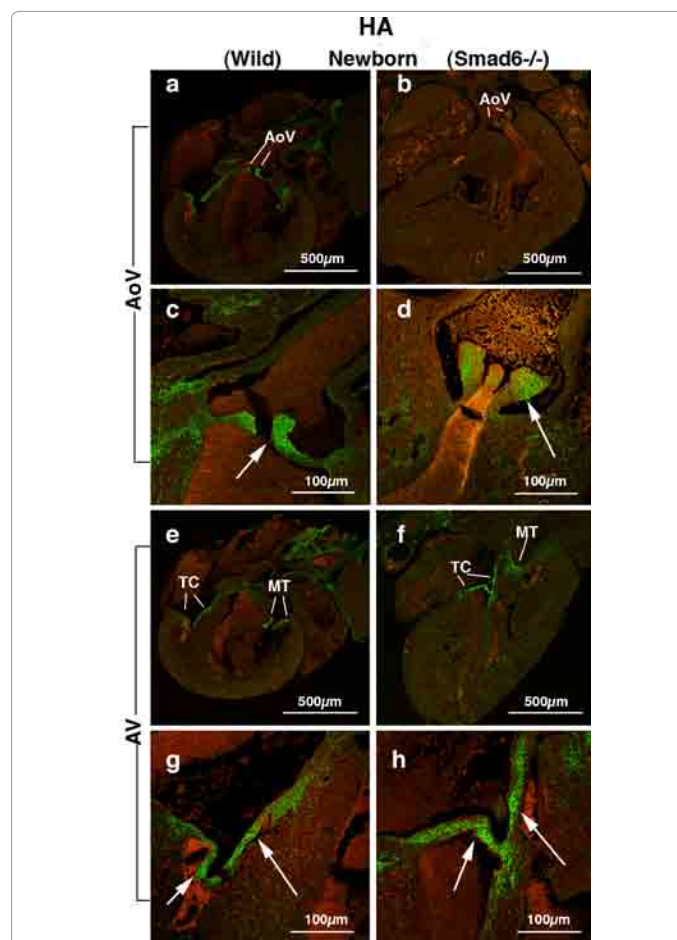 HA
(Wild) Newborn (Smad6-/-)
a
AoV
500µm
b
AoV
500µm
AoV
c
100µm
d
100µm
e
TC
MT
500µm
f
MT
TC
500µm
AV
g
100µm
h
100µm